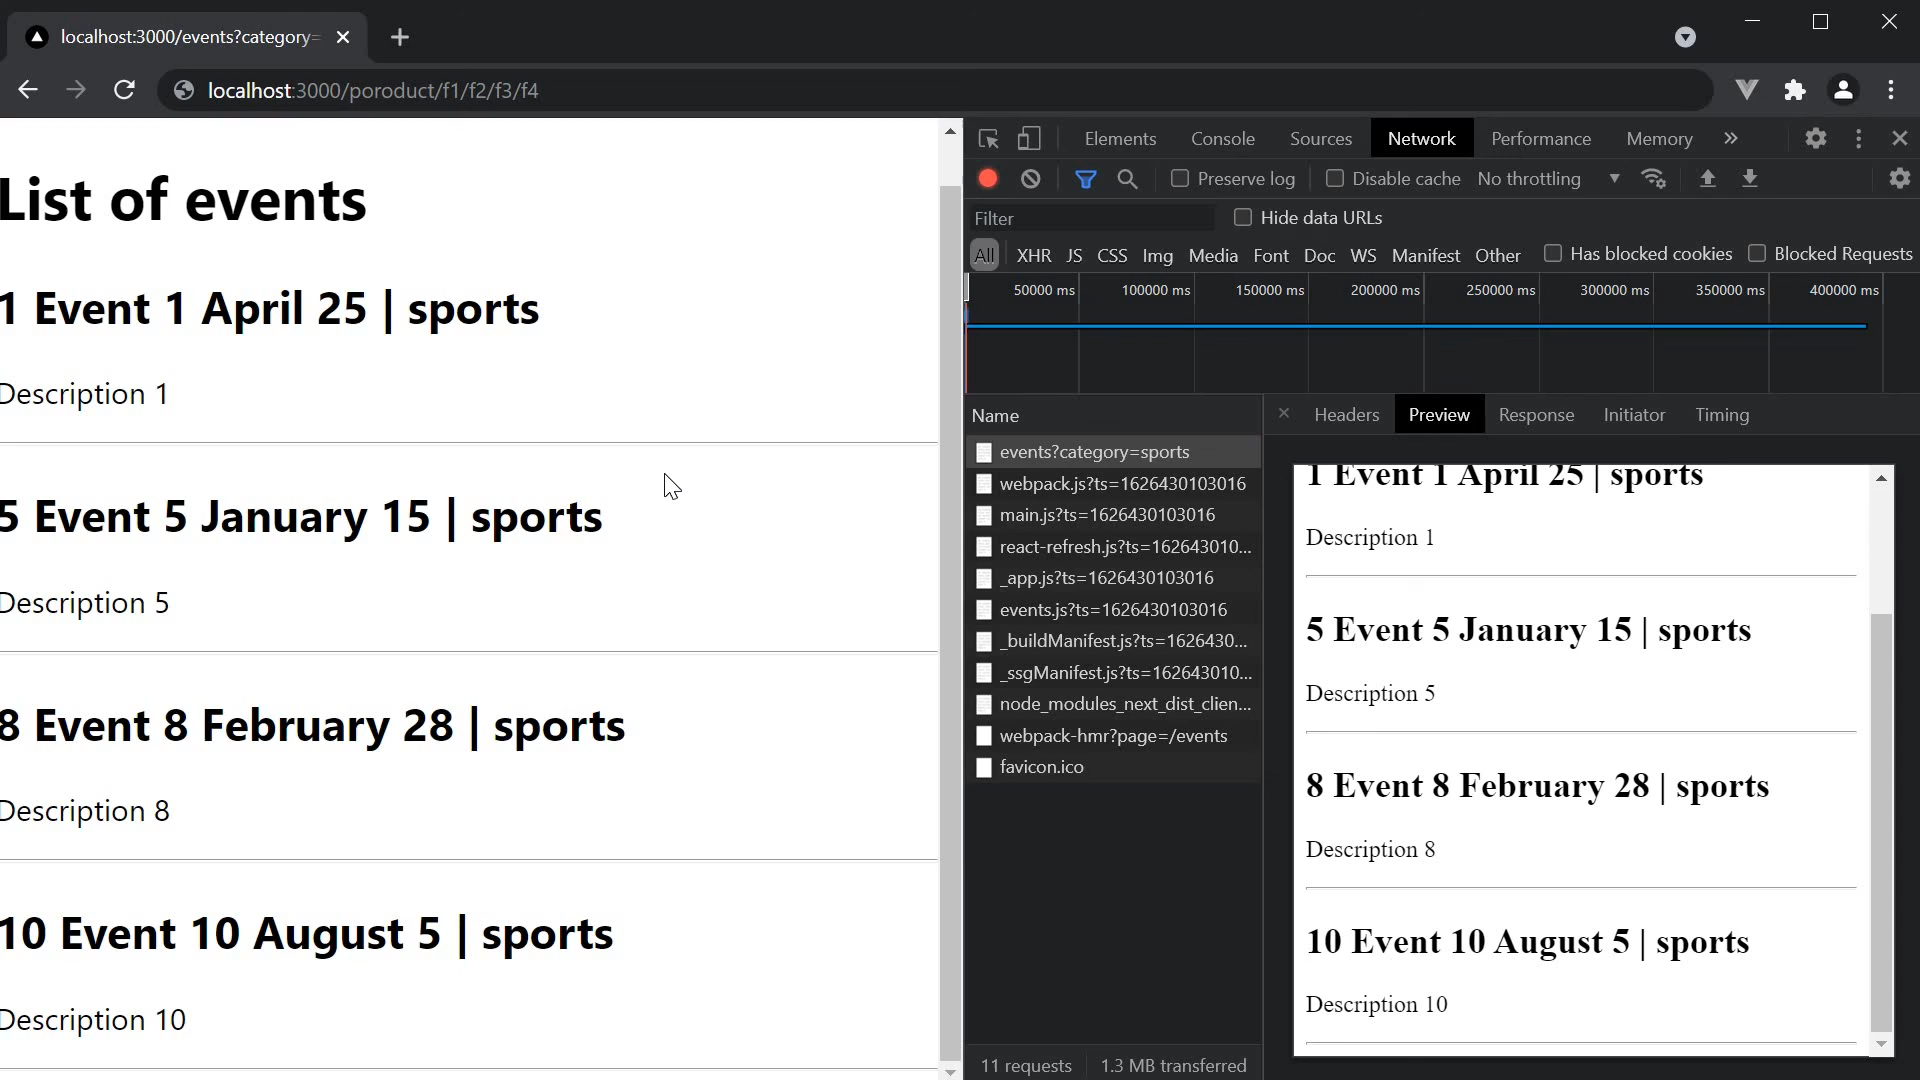 localhost:3000/events?category=
localhost:3000/poroduct/f1/f2/f3/f4
List of events
1 Event 1 April 25 | sports
Description 1
5 Event 5 January 15 | sports
Description 5
8 Event 8 February 28 | sports
Description 8
10 Event 10 August 5 | sports
Description 10
Elements Console Sources Network Performance Memory
Preserve log Disable cache No throttling
Filter Hide data URLs
All XHR JS CSS Img Media Font Doc WS Manifest Other Has blocked cookies Blocked Requests
50000 ms 100000 ms 150000 ms 200000 ms 250000 ms 300000 ms 350000 ms 400000 ms
Name
events?category=sports
webpack.js?ts=1626430103016
main.js?ts=1626430103016
react-refresh.js?ts=162643010...
_app.js?ts=1626430103016
events.js?ts=1626430103016
_buildManifest.js?ts=1626430...
_ssgManifest.js?ts=162643010...
node_modules_next_dist_clien...
webpack-hmr?page=/events
favicon.ico
11 requests 1.3 MB transferred
Headers Preview Response Initiator Timing
1 Event 1 April 25 | sports
Description 1
5 Event 5 January 15 | sports
Description 5
8 Event 8 February 28 | sports
Description 8
10 Event 10 August 5 | sports
Description 10